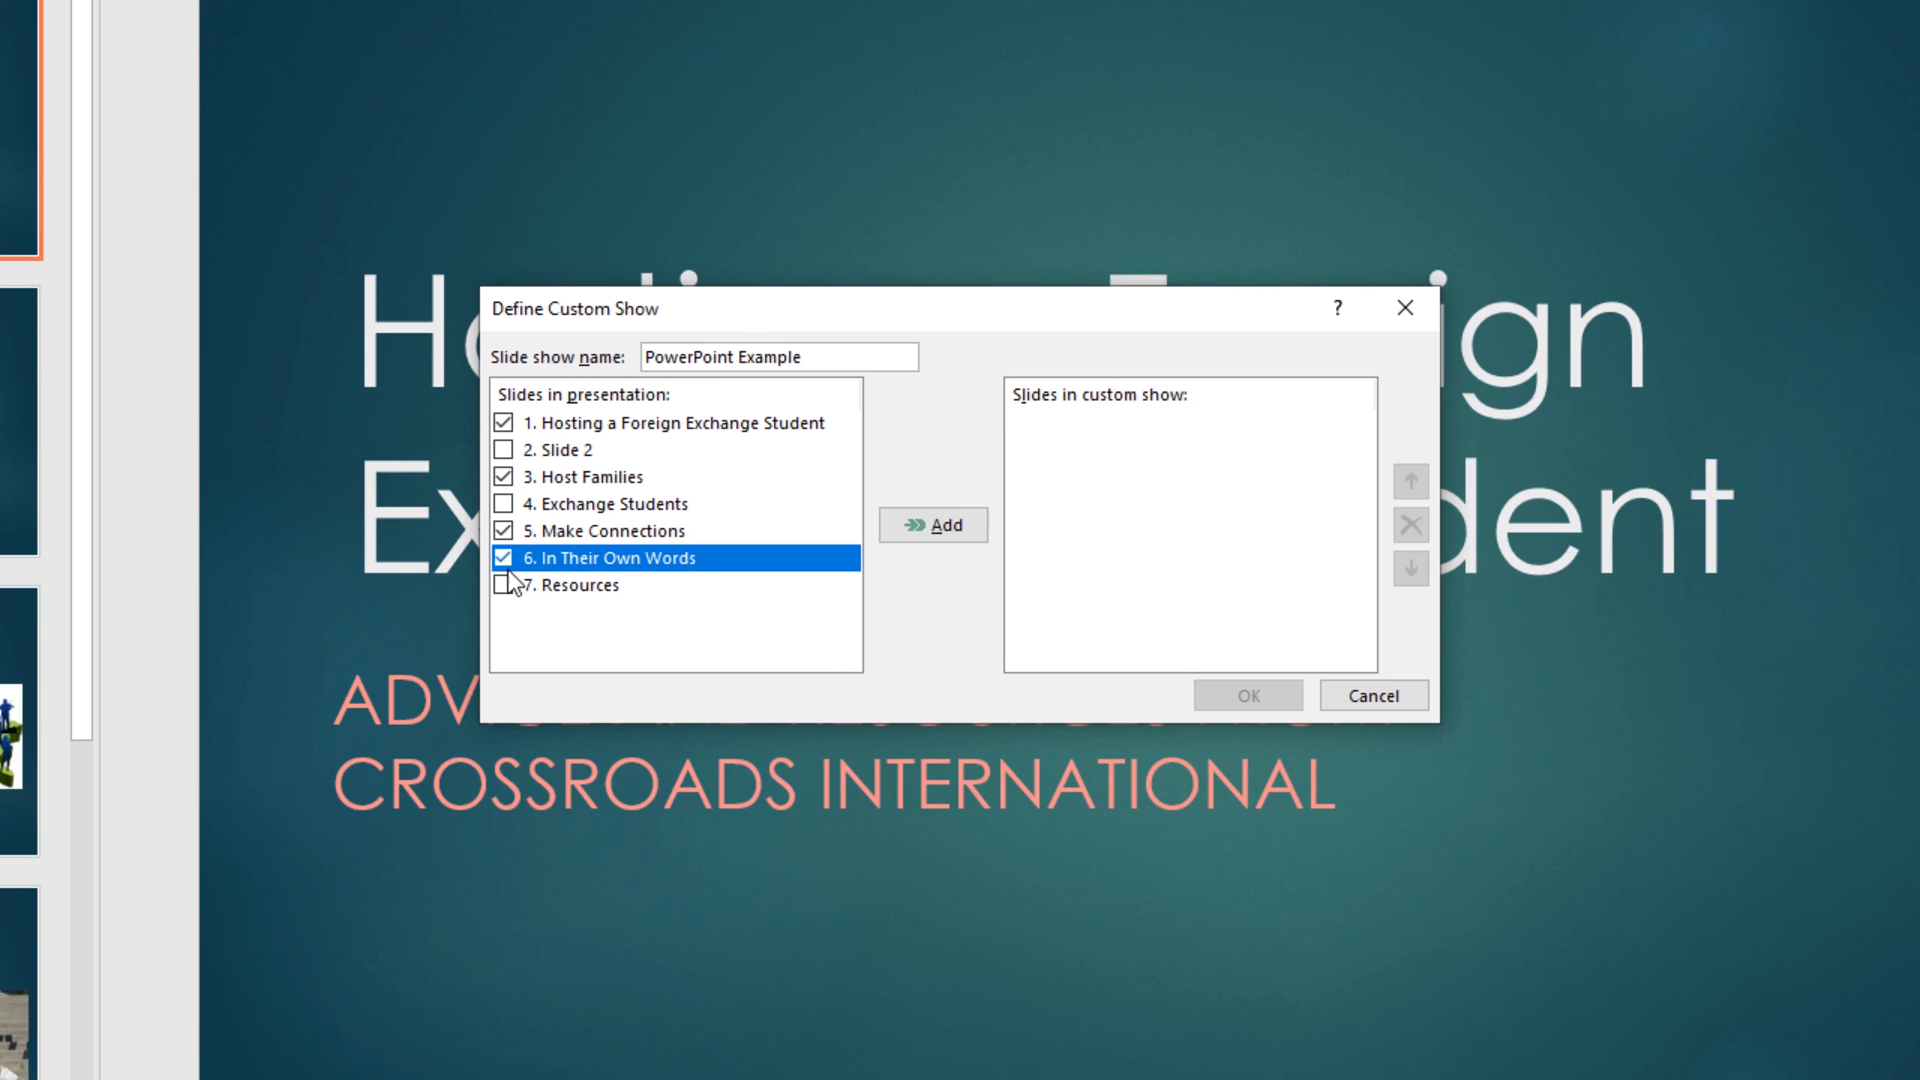 Define Custom Show
?
Slide show name: PowerPoint Example
Slides in presentation:
1. Hosting a Foreign Exchange Student
2. Slide 2
3. Host Families
4. Exchange Students
5. Make Connections
6. In Their Own Words
7. Resources
Add
Slides in custom show:
OK
Cancel
CROSSROADS INTERNATIONAL